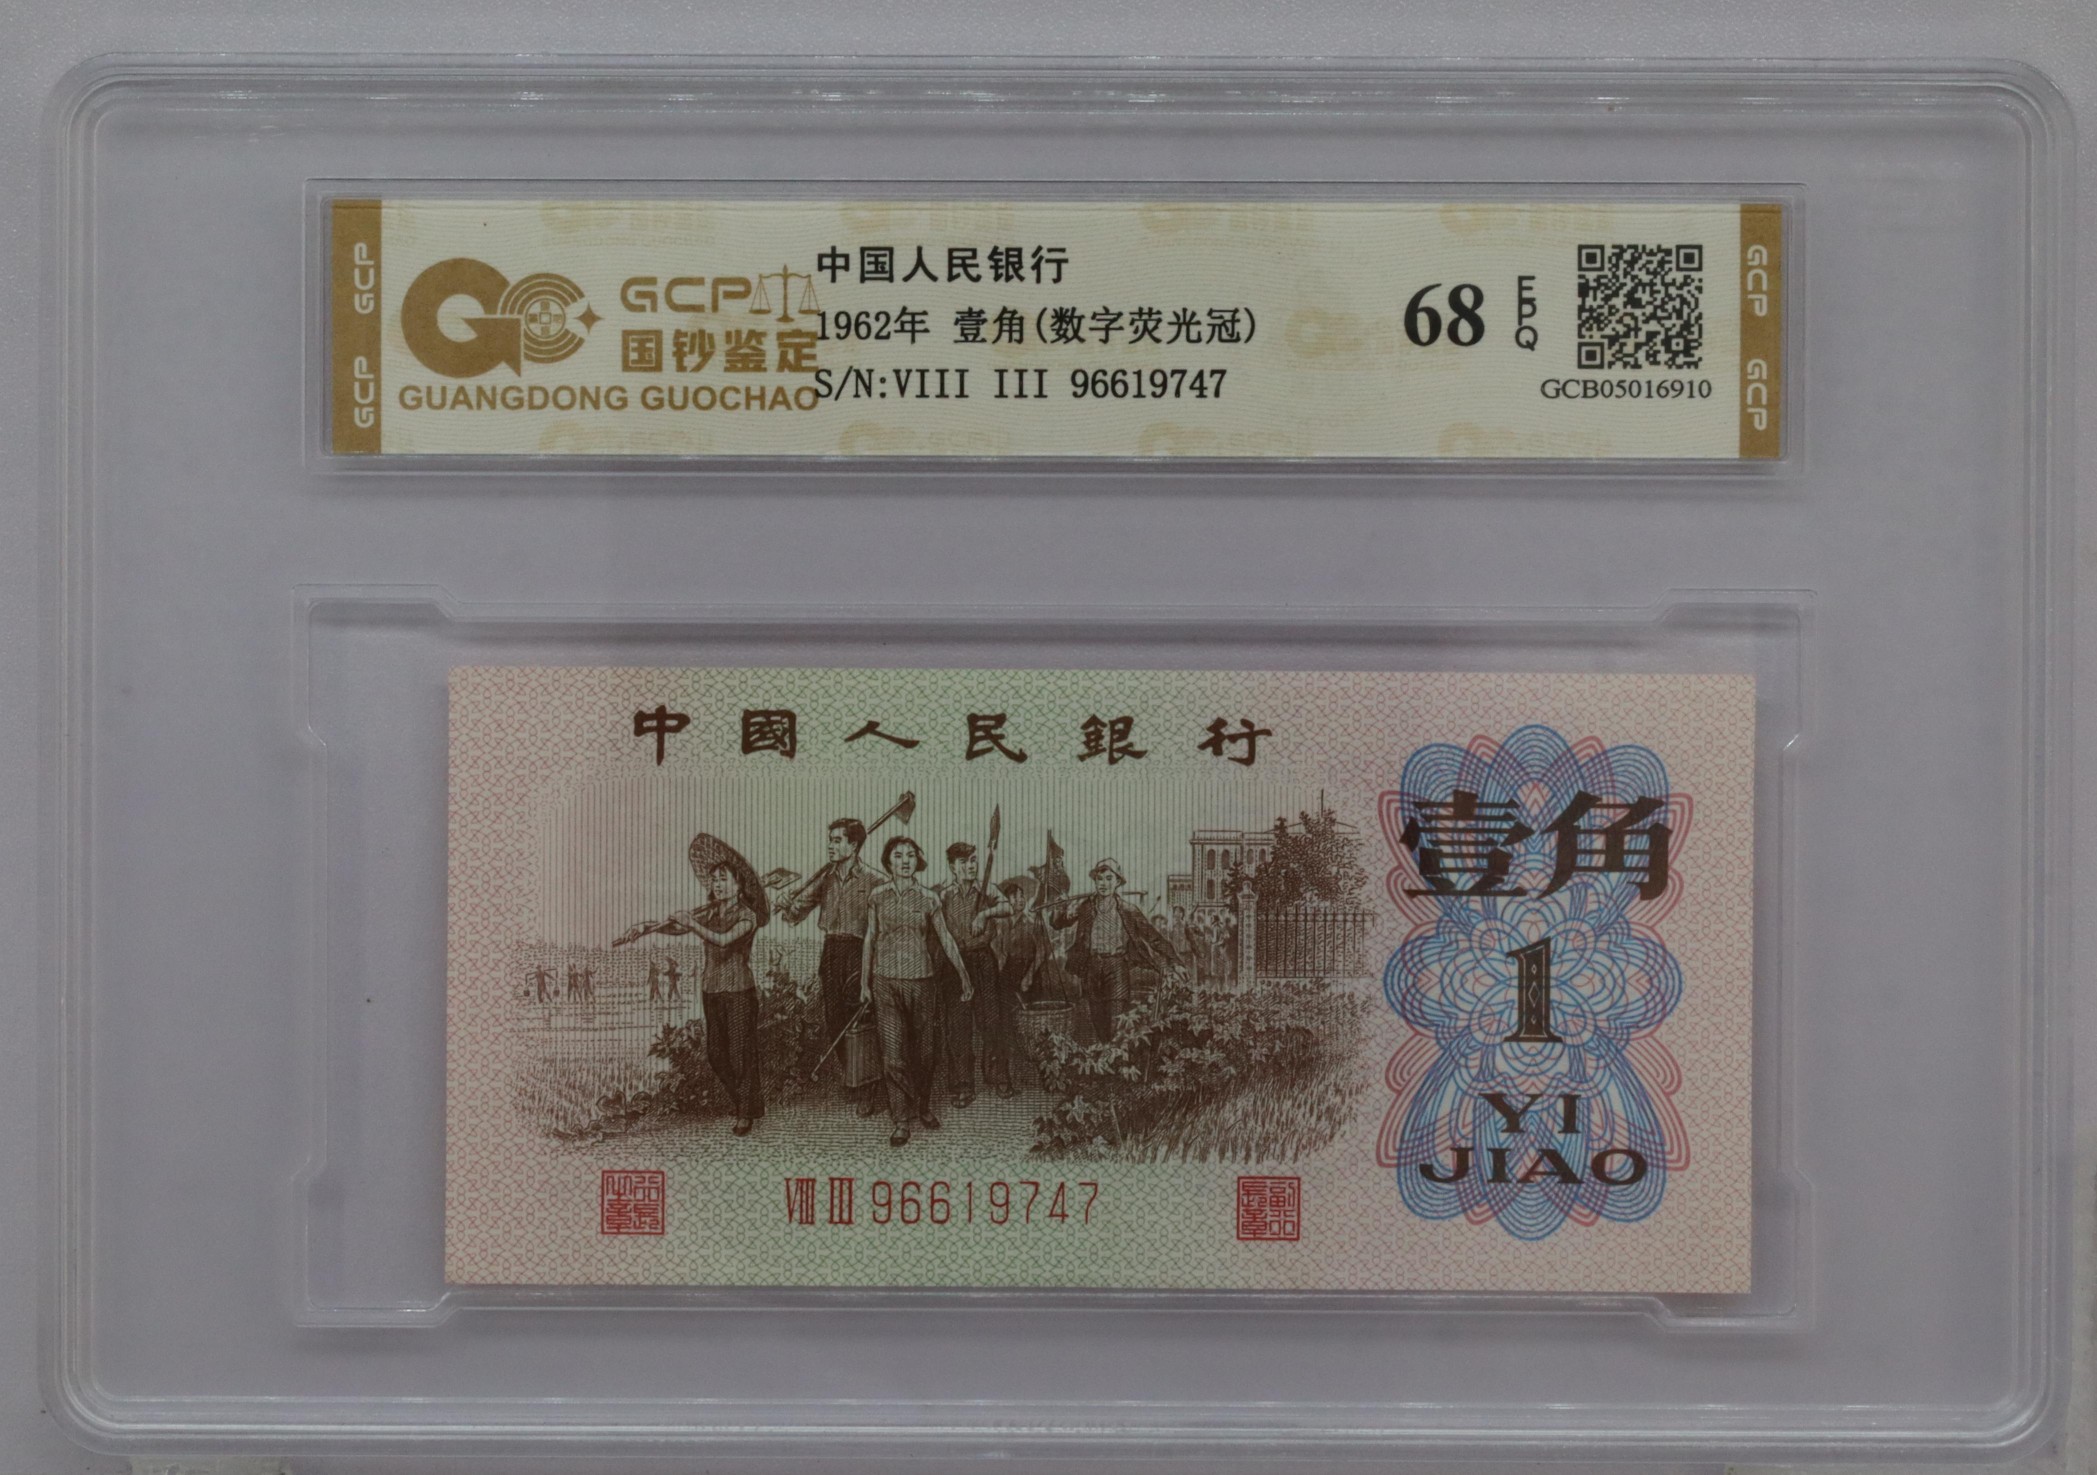 GCP GCP
GCP
国钞鉴定
GUANGDONG GUOCHAO
中国人民银行
1962年 壹角(数字荧光冠)
S/N:VIII III 96619747
68
EPQ
GCB05016910
GCP GCP
中國人民銀行
壹角
1
YI
JIAO
VIII III 96619747